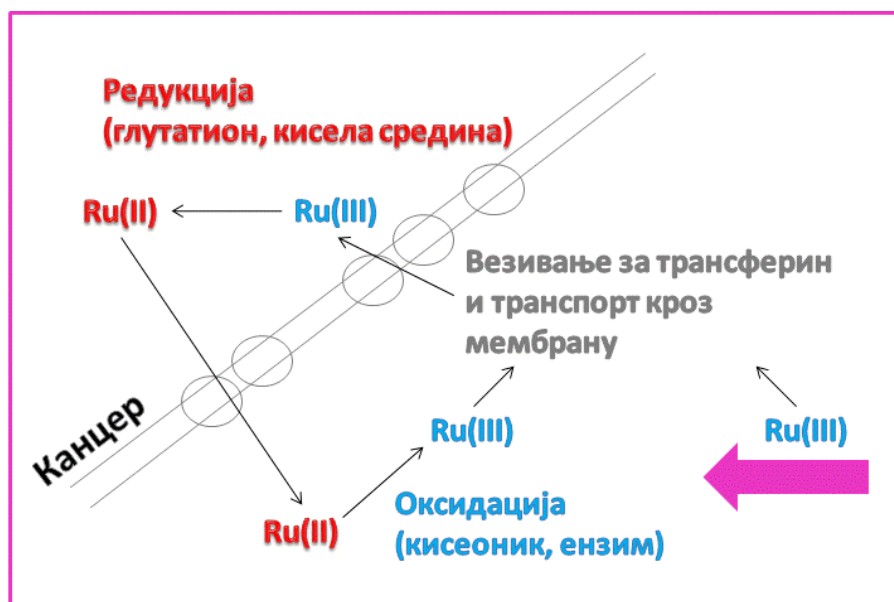 Редукција
(глутатион, кисела средина)
Ru(II)
Ru(III)
Везивање за трансферин
и транспорт кроз
мембрану
Канцер
Ru(III)
Ru(III)
Ru(II)
Оксидација
(кисеоник, ензим)